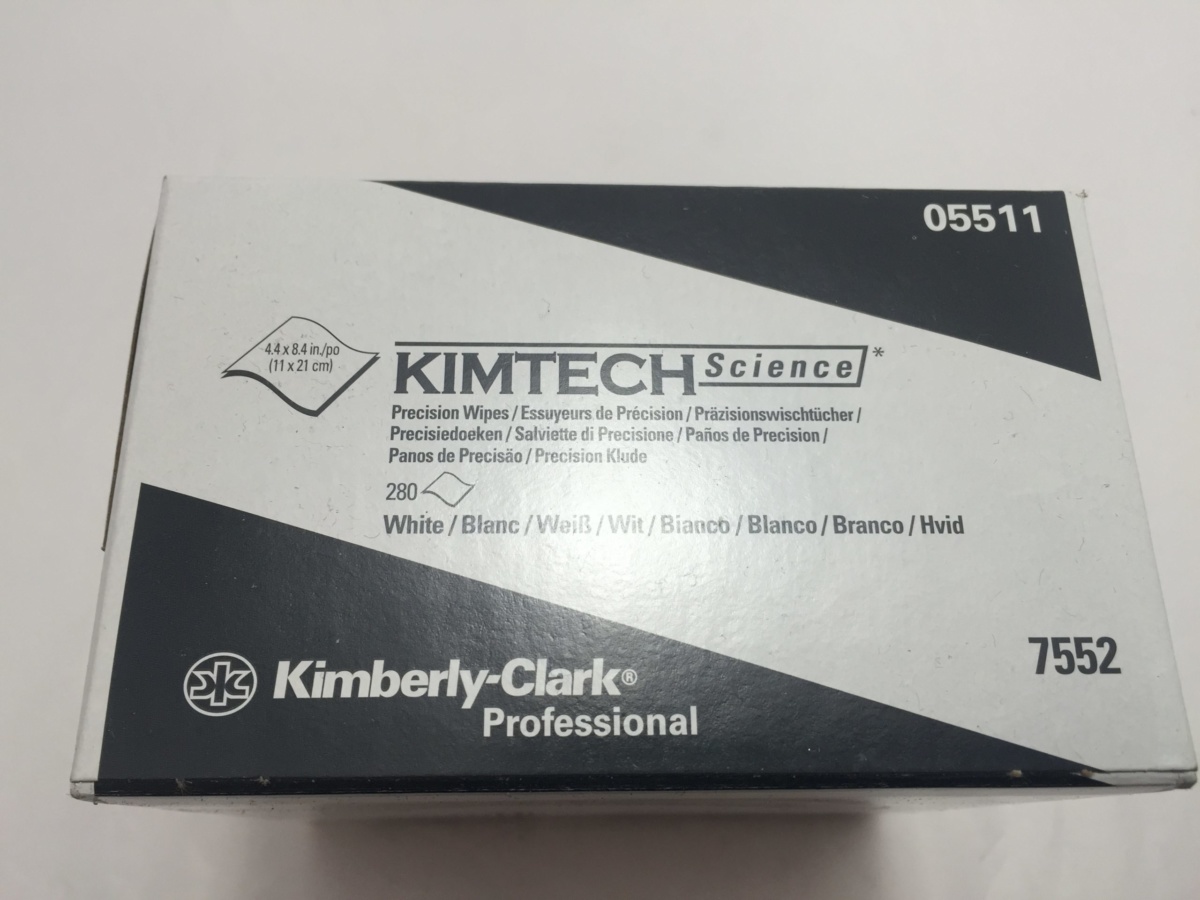 05511
4.4 x 8.4 in./po
(11 x 21 cm)
KIMTECH Science*
Precision Wipes / Essuyeurs de Précision / Präzisionswischtücher /
Precisiedoeken / Salviette di Precisione / Paños de Precision /
Panos de Precisão / Precision Klude
280
White / Blanc / Weiß / Wit / Bianco / Blanco / Branco / Hvid
7552
Kimberly-Clark®
Professional